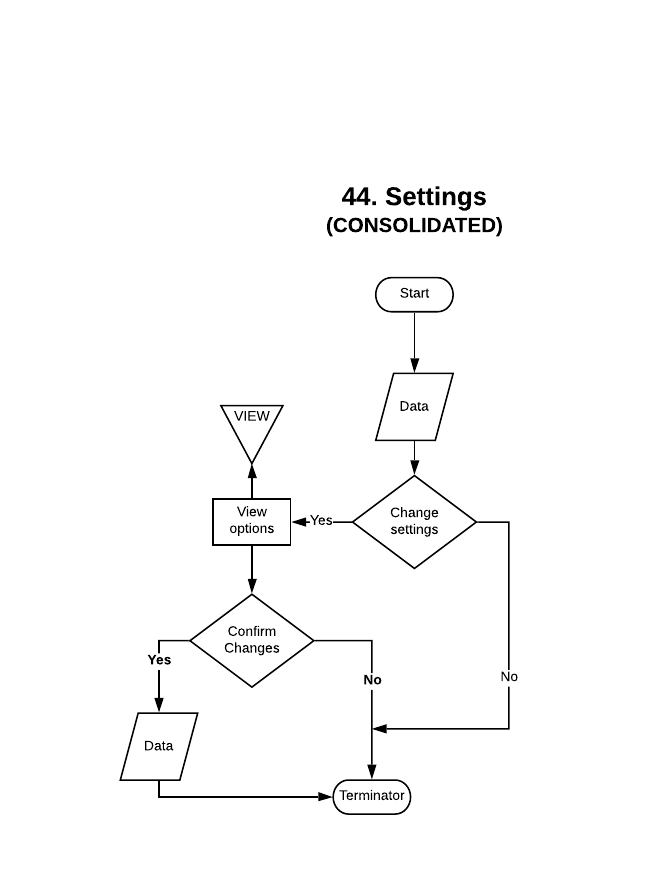 44. Settings
(CONSOLIDATED)
Start
Data
VIEW
View
options
Yes
Change
settings
Confirm
Changes
Yes
No
No
Data
Terminator